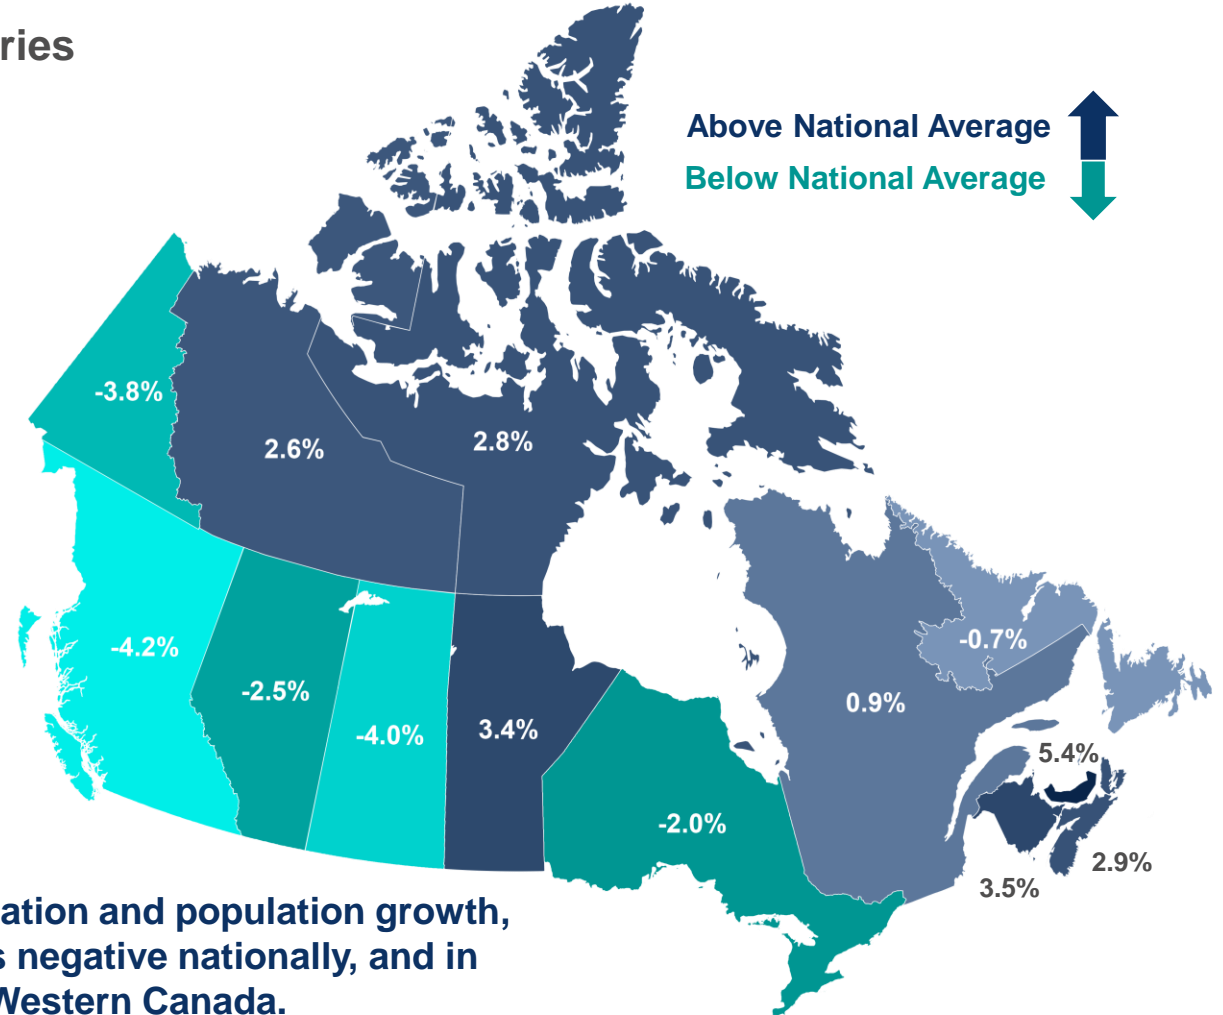 ries
Above National Average
Below National Average
-3.8%
2.6%
2.8%
-4.2%
-2.5%
-4.0%
3.4%
-2.0%
0.9%
-0.7%
5.4%
2.9%
3.5%
ation and population growth,
s negative nationally, and in
Western Canada.